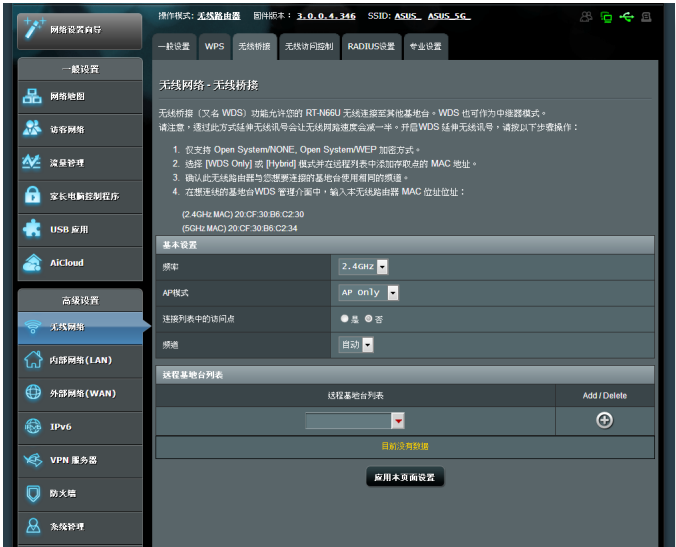 操作模式: 无线路由器 固件版本: 3.0.0.4.346 SSID: ASUS_ ASUS_5G_
网络设置向导
一般设置
网络地图
访客网络
流量管理
家长电脑控制程序
USB 应用
AiCloud
高级设置
无线网络
内部网络(LAN)
外部网络(WAN)
IPv6
VPN 服务器
防火墙
系统管理
一般设置 WPS 无线桥接 无线访问控制 RADIUS设置 专业设置
无线网络 - 无线桥接
无线桥接（又名 WDS）功能允许您的 RT-N66U 无线连接至其他基地台。WDS 也可作为中继器模式。
请注意，透过此方式延伸无线讯号会让无线网路速度会减一半。开启WDS 延伸无线讯号，请按以下步骤操作：
1. 仅支持 Open System/NONE, Open System/WEP 加密方式。
2. 选择 [WDS Only] 或 [Hybrid] 模式并在远程列表中添加存取点的 MAC 地址。
3. 确认此无线路由器与您想要连接的基地台使用相同的频道。
4. 在想连线的基地台WDS 管理介面中，输入本无线路由器 MAC 位址位址：
(2.4GHz MAC) 20:CF:30:B6:C2:30
(5GHz MAC) 20:CF:30:B6:C2:34
基本设置
频率 2.4GHz
AP模式 AP Only
连接列表中的访问点 是 否
频道 自动
远程基地台列表
远程基地台列表 Add / Delete
目前没有数据
应用本页面设置